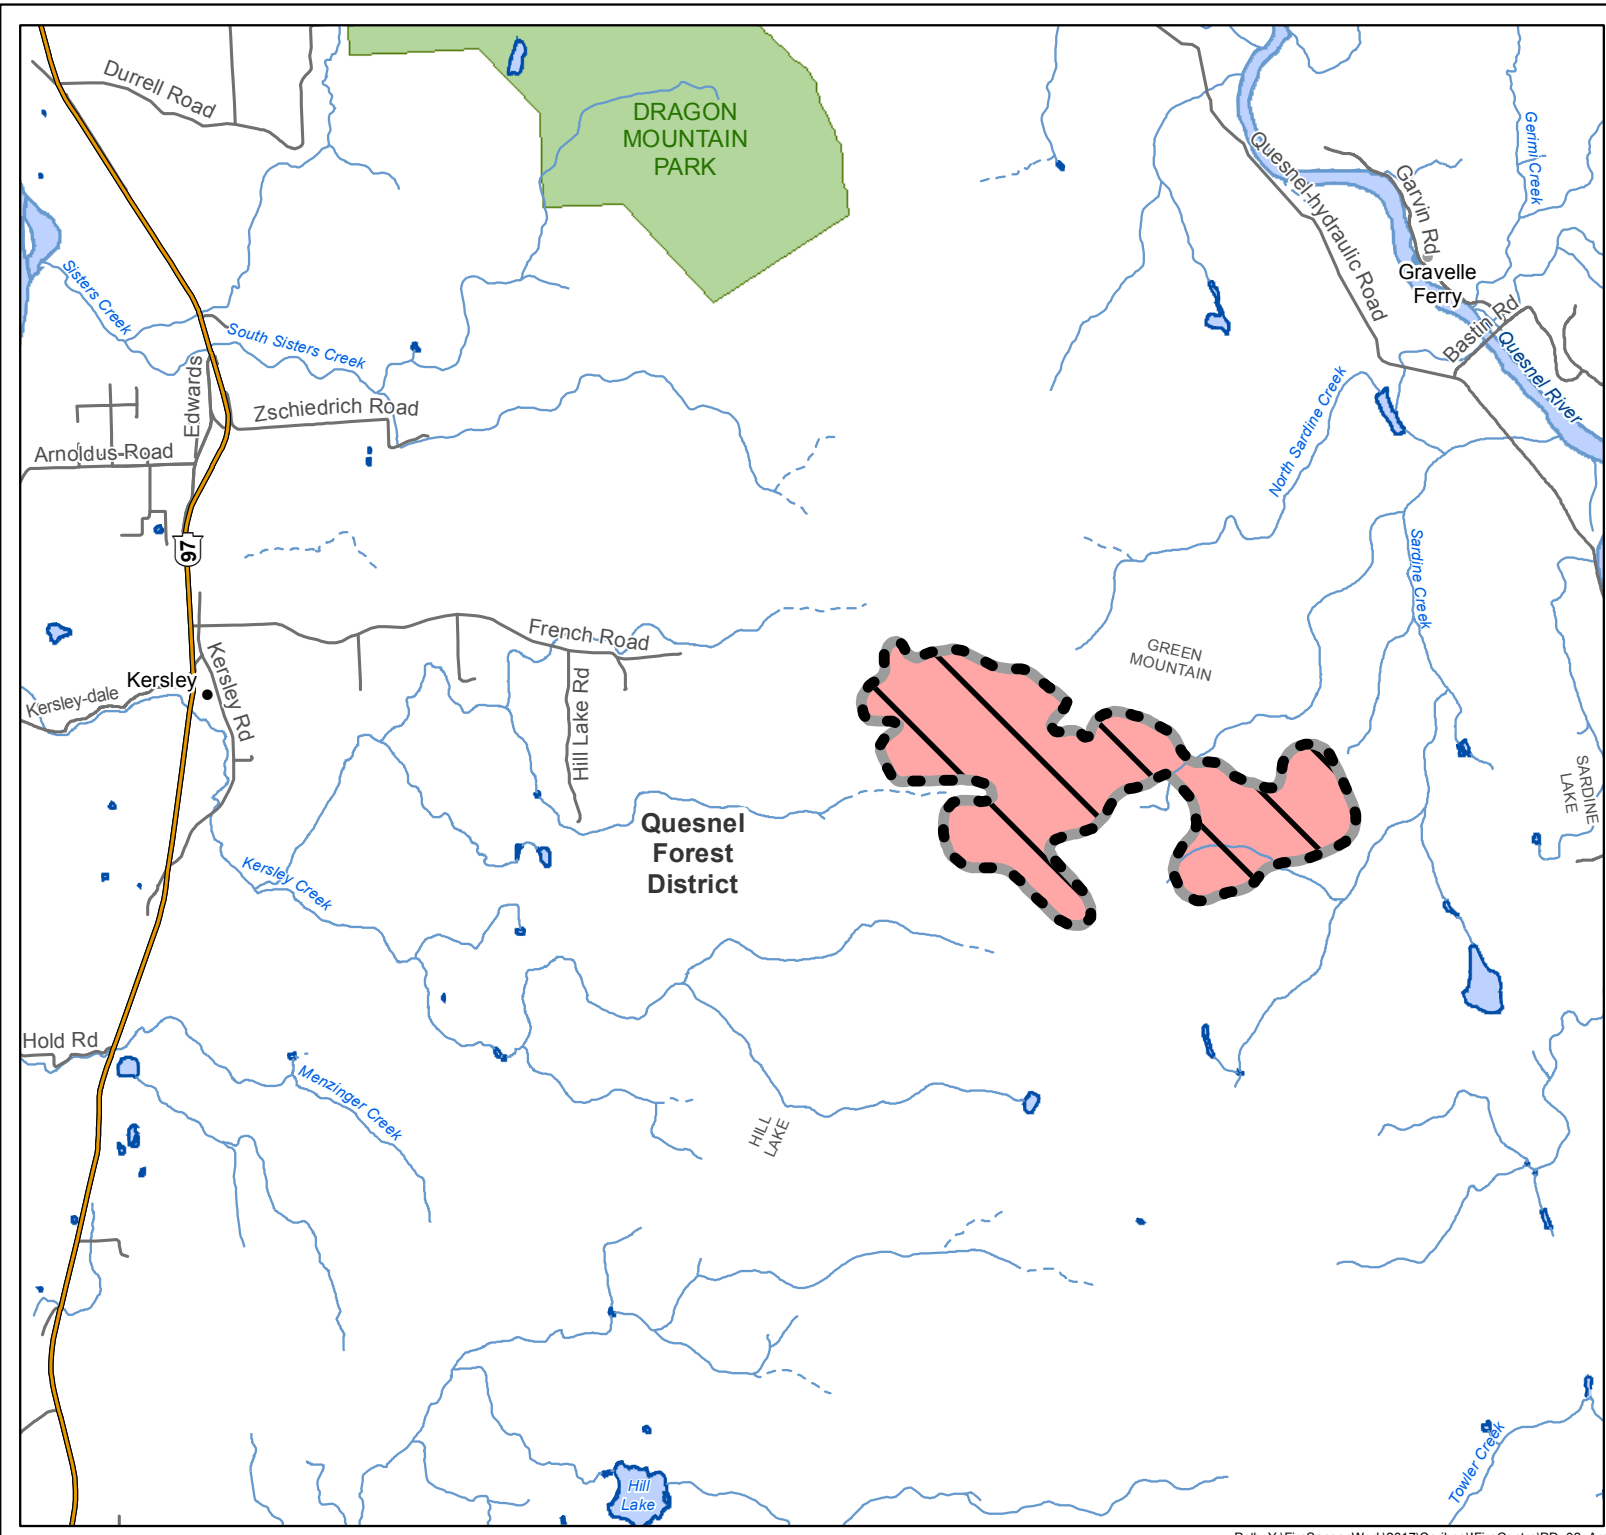 Durrell Road
DRAGON
MOUNTAIN
PARK
Quesnel-hydraulic Road
Garvin Rd
Gerimi Creek
Gravelle
Ferry
Bastin Rd
Quesnel River
Sisters Creek
South Sisters Creek
Edwards
Zschiedrich Road
Arnoldus-Road
North Sardine Creek
97
Sardine Creek
French Road
GREEN
MOUNTAIN
Kersley
Kersley Rd
Kersley-dale
Hill Lake Rd
SARDINE
LAKE
Quesnel
Forest
District
Kersley Creek
Hold Rd
Menzinger Creek
HILL
LAKE
Hill
Lake
Towler Creek